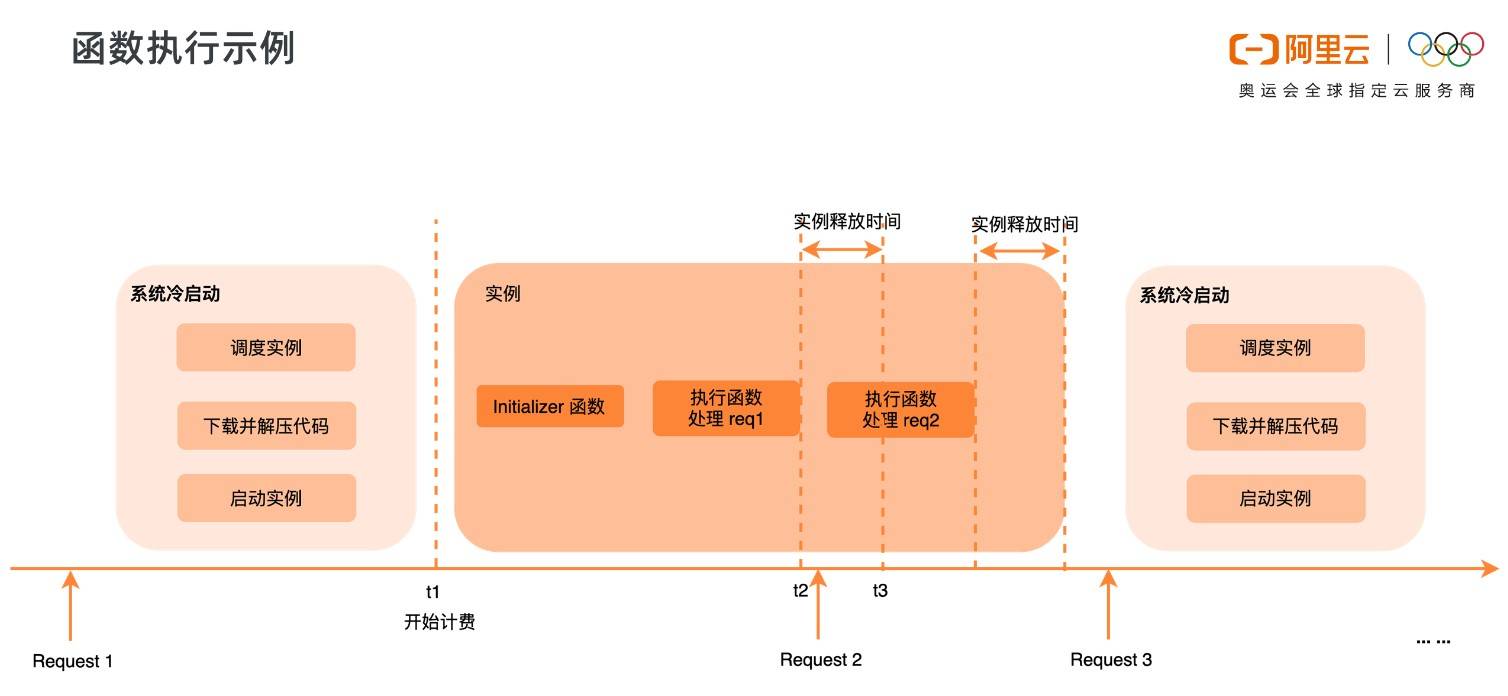 函数执行示例
阿里云
奥运会全球指定云服务商
实例释放时间
实例释放时间
系统冷启动
调度实例
下载并解压代码
启动实例
实例
Initializer 函数
执行函数
处理 req1
执行函数
处理 req2
系统冷启动
调度实例
下载并解压代码
启动实例
t1
开始计费
t2
t3
Request 1
Request 2
Request 3
... ...